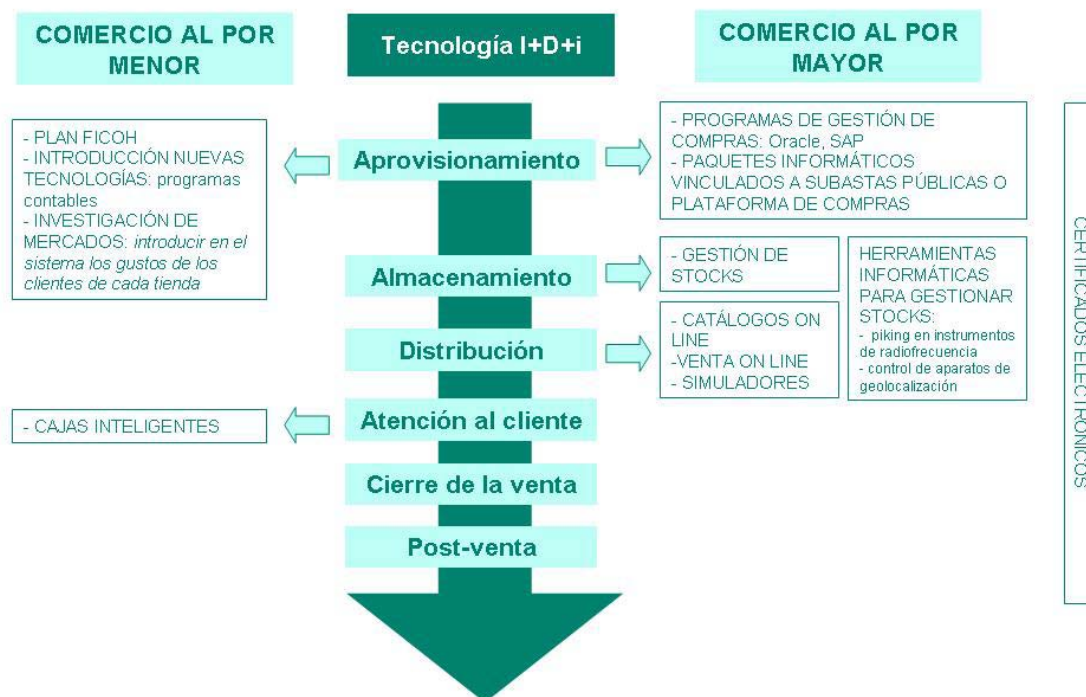 COMERCIO AL POR
MENOR
Tecnología I+D+i
COMERCIO AL POR
MAYOR
- PLAN FICOH
- INTRODUCCIÓN NUEVAS
TECNOLOGÍAS: programas
contables
- INVESTIGACIÓN DE
MERCADOS: introducir en el
sistema los gustos de los
clientes de cada tienda
Aprovisionamiento
- PROGRAMAS DE GESTIÓN DE
COMPRAS: Oracle, SAP
- PAQUETES INFORMÁTICOS
VINCULADOS A SUBASTAS PÚBLICAS O
PLATAFORMA DE COMPRAS
Almacenamiento
- GESTIÓN DE
STOCKS
HERRAMIENTAS
INFORMÁTICAS
PARA GESTIONAR
STOCKS:
- piking en instrumentos
de radiofrecuencia
- control de aparatos de
geolocalización
Distribución
- CATÁLOGOS ON
LINE
-VENTA ON LINE
- SIMULADORES
- CAJAS INTELIGENTES
Atención al cliente
Cierre de la venta
Post-venta
CERTIFICADOS ELECTRÓNICOS